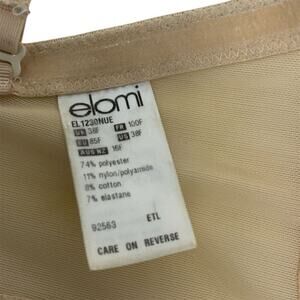 elomi
EL1230NUE
UK 38F FR 100F
EU 85F US 38F
AUS NZ 16F
74% polyester
11% nylon/polyamide
8% cotton
7% elastane
92563 ETL
CARE ON REVERSE